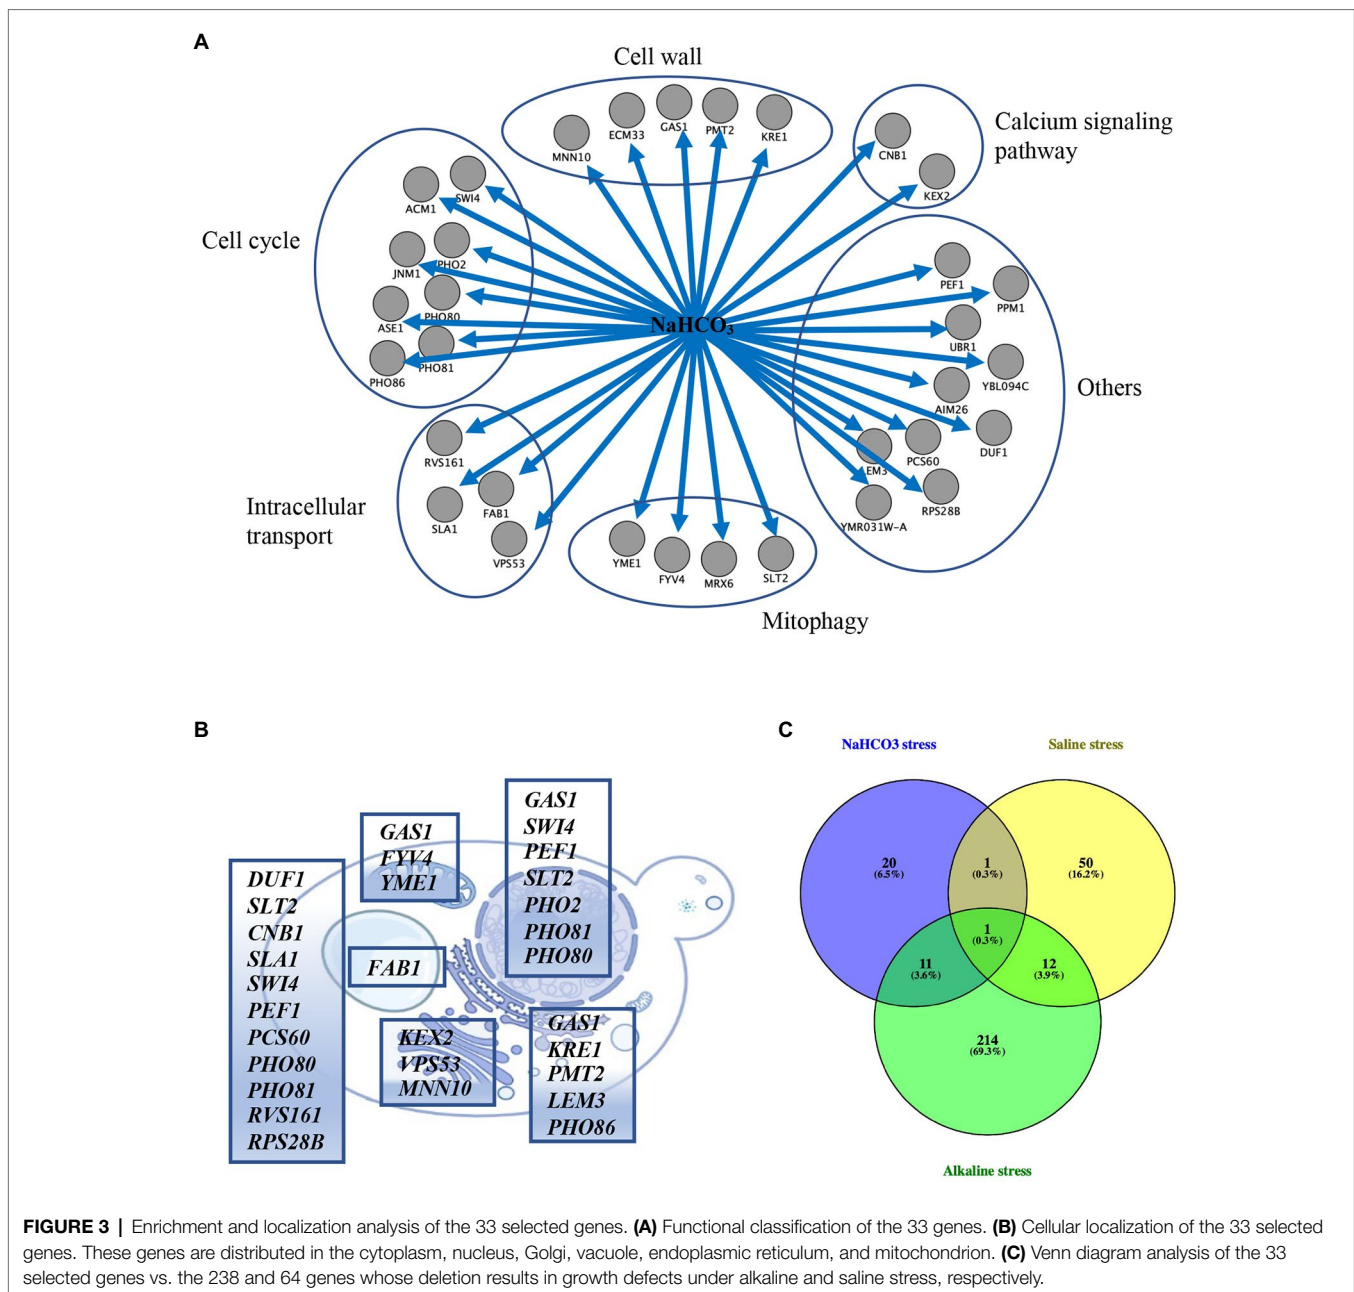 A
Cell wall
MNN10
ECM33
GAS1
PMT2
KRE1
Calcium signaling
pathway
CNB1
KEX2
Cell cycle
ACM1
SWI4
JNM1
PHO2
ASE1
PHO80
PHO86
PHO81
NaHCO₃
Others
PEF1
PPM1
UBR1
YBL094C
AIM26
DUF1
EM3
PCS60
YMR031W-A
RPS28B
Intracellular
transport
RVS161
SLA1
FAB1
VPS53
YME1
FYV4
MRX6
SLT2
Mitophagy
B
DUF1
SLT2
CNB1
SLA1
SWI4
PEF1
PCS60
PHO80
PHO81
RVS161
RPS28B
GAS1
FYV4
YME1
FAB1
KEX2
VPS53
MNN10
GAS1
SWI4
PEF1
SLT2
PHO2
PHO81
PHO80
GAS1
KRE1
PMT2
LEM3
PHO86
C
NaHCO3 stress
Saline stress
20
(6.5%)
1
(0.3%)
50
(16.2%)
1
(0.3%)
11
(3.6%)
12
(3.9%)
214
(69.3%)
Alkaline stress
FIGURE 3 | Enrichment and localization analysis of the 33 selected genes. (A) Functional classification of the 33 genes. (B) Cellular localization of the 33 selected
genes. These genes are distributed in the cytoplasm, nucleus, Golgi, vacuole, endoplasmic reticulum, and mitochondrion. (C) Venn diagram analysis of the 33
selected genes vs. the 238 and 64 genes whose deletion results in growth defects under alkaline and saline stress, respectively.